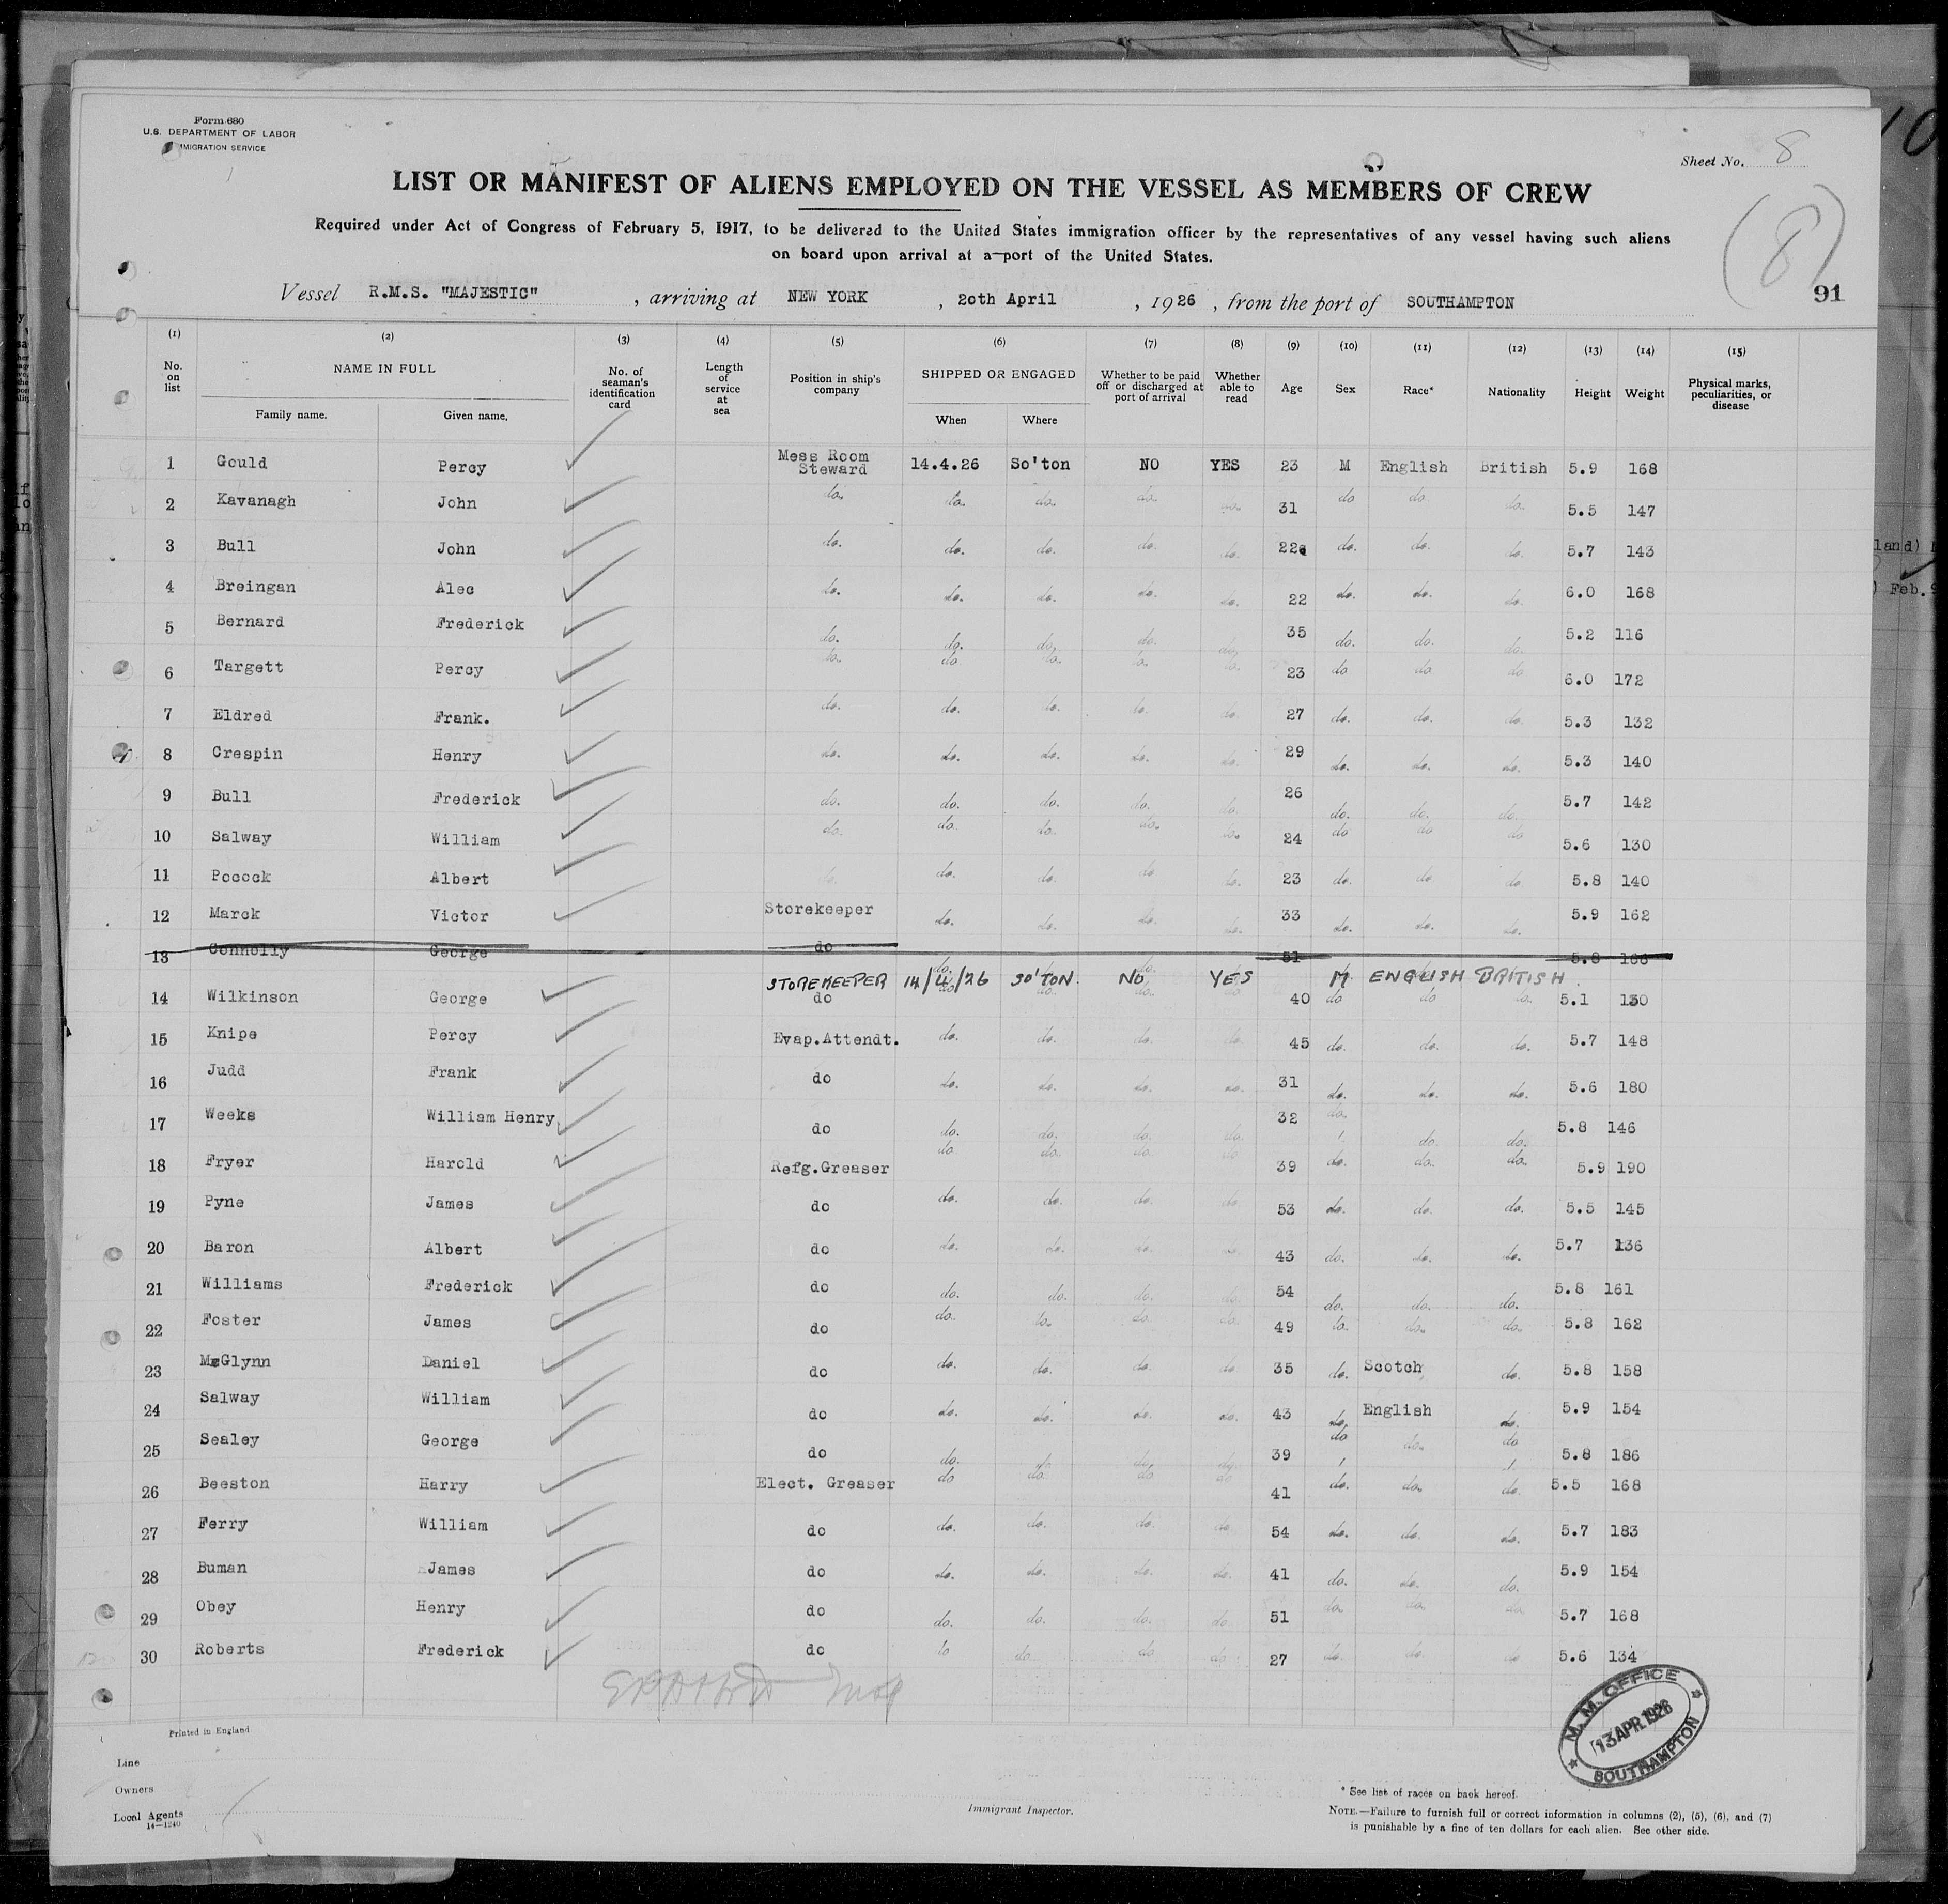 Form 680
U.S. DEPARTMENT OF LABOR
IMMIGRATION SERVICE
Sheet No. 8
LIST OR MANIFEST OF ALIENS EMPLOYED ON THE VESSEL AS MEMBERS OF CREW
Required under Act of Congress of February 5, 1917, to be delivered to the United States immigration officer by the representatives of any vessel having such aliens
on board upon arrival at a port of the United States.
(8)
91
Vessel R.M.S. "MAJESTIC", arriving at NEW YORK, 20th April, 1926, from the port of SOUTHAMPTON
(1) (2) (3) (4) (5) (6) (7) (8) (9) (10) (11) (12) (13) (14) (15)
No. on list NAME IN FULL Family name. Given name. No. of seaman's identification card Length of service at sea Position in ship's company SHIPPED OR ENGAGED When Where Whether to be paid off or discharged at port of arrival Whether able to read Age Sex Race* Nationality Height Weight Physical marks, peculiarities, or disease
1 Gould Percy Mess Room Steward 14.4.26 So'ton NO YES 23 M English British 5.9 168
2 Kavanagh John do. do. do. do. do. 31 do do do. 5.5 147
3 Bull John do. do. do. do. do. 22 do. do. do. 5.7 143
4 Breingan Alec do. do. do. do. do. 22 do. do. do. 6.0 168
5 Bernard Frederick do. do. do. do. do. 35 do. do. do. 5.2 116
6 Targett Percy do. do do. do. do. 23 do do do 6.0 172
7 Eldred Frank. do. do. do. do. do. 27 do. do. do. 5.3 132
8 Crespin Henry do. do. do. do. do. 29 do. do. do. 5.3 140
9 Bull Frederick do. do. do. do. do. 26 do. do. do. 5.7 142
10 Salway William do. do. do. do. do. 24 do do do 5.6 130
11 Pocock Albert do. do. do. do do. 23 do. do do. 5.8 140
12 Marck Victor Storekeeper do. do. do. do. 33 do. do. do. 5.9 162
13 Connolly George do 51 5.8 166
14 Wilkinson George STOREKEEPER do 14/4/26 SO'TON. NO YES 40 M ENGLISH BRITISH 5.1 130
15 Knipe Percy Evap.Attendt. do. do. do. do. 45 do. do. do. 5.7 148
16 Judd Frank do do. do. do. do. 31 do. do. do. 5.6 180
17 Weeks William Henry do do. do. do. do. 32 do. do. do. 5.8 146
18 Fryer Harold Refg.Greaser do do. do do 39 do. do. do. 5.9 190
19 Pyne James do do. do. do. do 53 do. do. do. 5.5 145
20 Baron Albert do do. do. do. do. 43 do. do. do. 5.7 136
21 Williams Frederick do do. do. do. do. 54 do. do. do. 5.8 161
22 Foster James do do. do. do do 49 do. do. do. 5.8 162
23 McGlynn Daniel do do. do. do. do 35 do. Scotch do. 5.8 158
24 Salway William do do. do. do. do. 43 do. English do. 5.9 154
25 Sealey George do do. do. do. do. 39 do do. do 5.8 186
26 Beeston Harry Elect. Greaser do do. do do 41 do. do. do. 5.5 168
27 Ferry William do do. do. do. do. 54 do. do. do. 5.7 183
28 Buman James do do. do. do. do. 41 do. do. do. 5.9 154
29 Obey Henry do do. do. do. do 51 do. do. do 5.7 168
30 Roberts Frederick do do do. do do 27 do. do. do 5.6 134
M. M. OFFICE
13 APR 1926
SOUTHAMPTON
Printed in England
Line
Owners
Local Agents
14—1240
Immigrant Inspector.
* See list of races on back hereof.
NOTE.—Failure to furnish full or correct information in columns (2), (5), (6), and (7)
is punishable by a fine of ten dollars for each alien. See other side.
land)
) Feb.